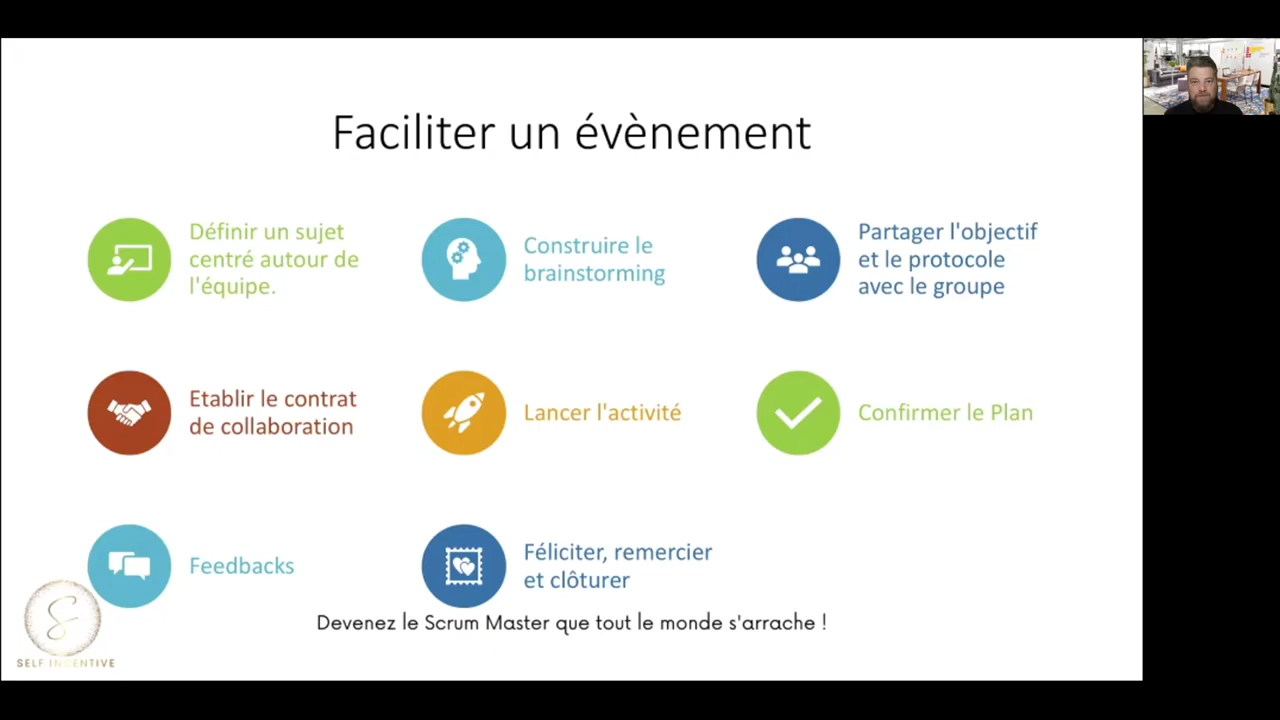 Faciliter un évènement
Définir un sujet
centré autour de
l'équipe.
Construire le
brainstorming
Partager l'objectif
et le protocole
avec le groupe
Etablir le contrat
de collaboration
Lancer l'activité
Confirmer le Plan
Feedbacks
Féliciter, remercier
et clôturer
Devenez le Scrum Master que tout le monde s'arrache !
S
SELF INCENTIVE